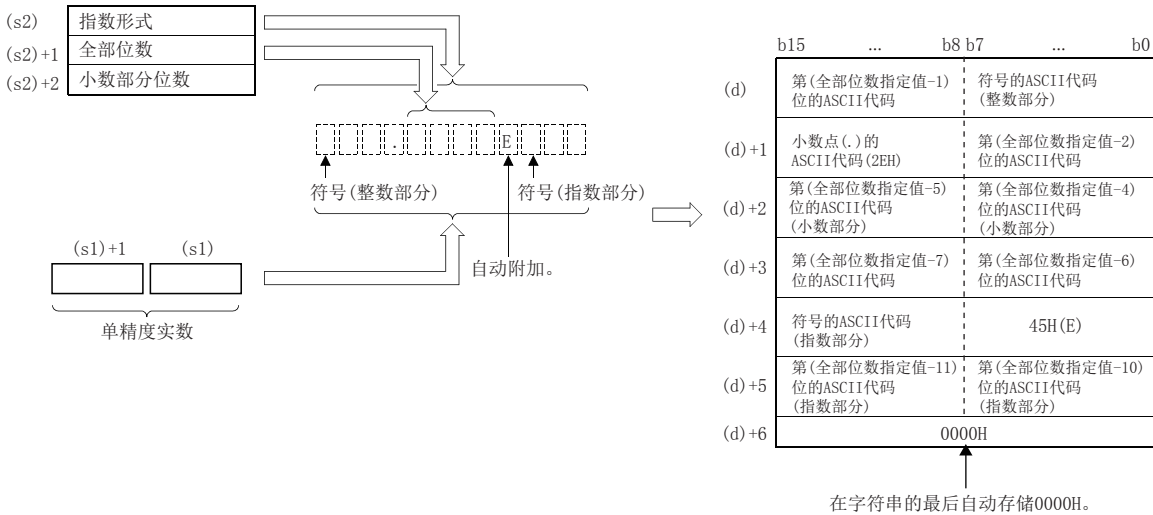 (s2) 指数形式
(s2)+1 全部位数
(s2)+2 小数部分位数
. E
符号(整数部分) 符号(指数部分)
自动附加。
(s1)+1 (s1)
单精度实数
b15 ... b8 b7 ... b0
(d)
第(全部位数指定值-1)
位的ASCII代码
符号的ASCII代码
(整数部分)
(d)+1
小数点(.)的
ASCII代码(2EH)
第(全部位数指定值-2)
位的ASCII代码
(d)+2
第(全部位数指定值-5)
位的ASCII代码
(小数部分)
第(全部位数指定值-4)
位的ASCII代码
(小数部分)
(d)+3
第(全部位数指定值-7)
位的ASCII代码
第(全部位数指定值-6)
位的ASCII代码
(d)+4
符号的ASCII代码
(指数部分)
45H(E)
(d)+5
第(全部位数指定值-11)
位的ASCII代码
(指数部分)
第(全部位数指定值-10)
位的ASCII代码
(指数部分)
(d)+6
0000H
在字符串的最后自动存储0000H。